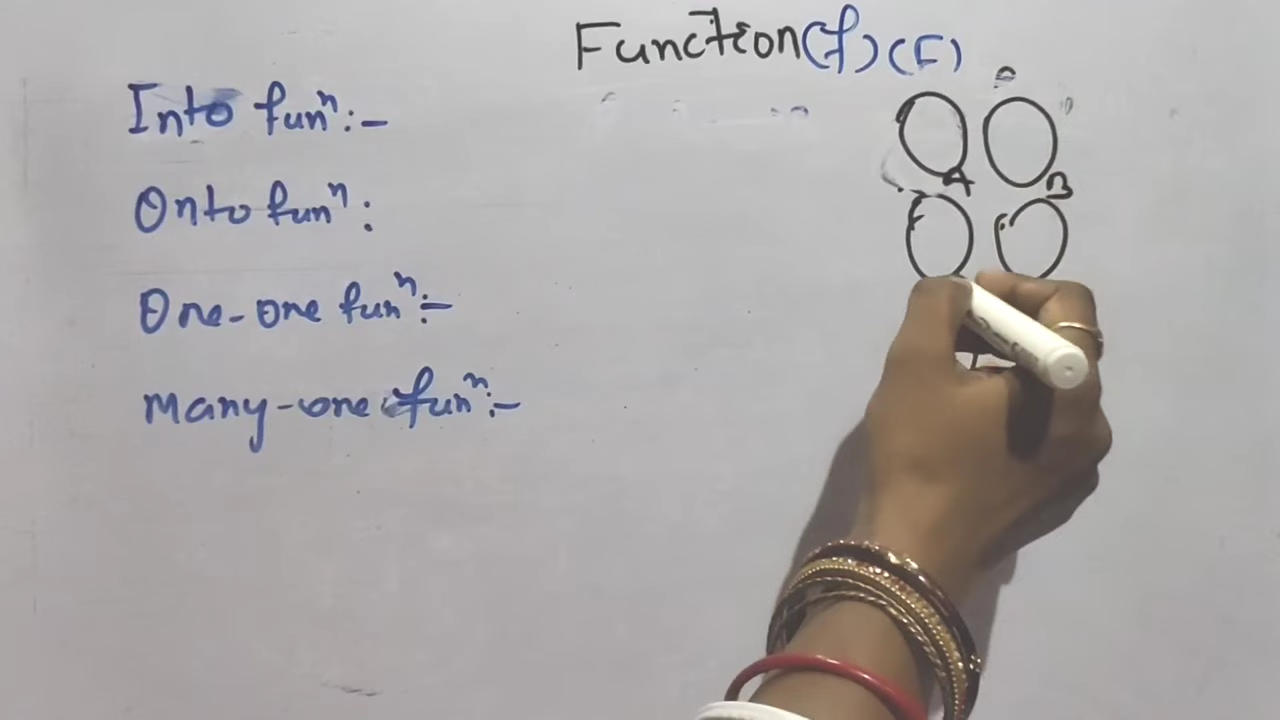 Function(f)(F)
Into funⁿ:-
A B
Onto funⁿ:
One-one funⁿ:-
Many-one funⁿ:-